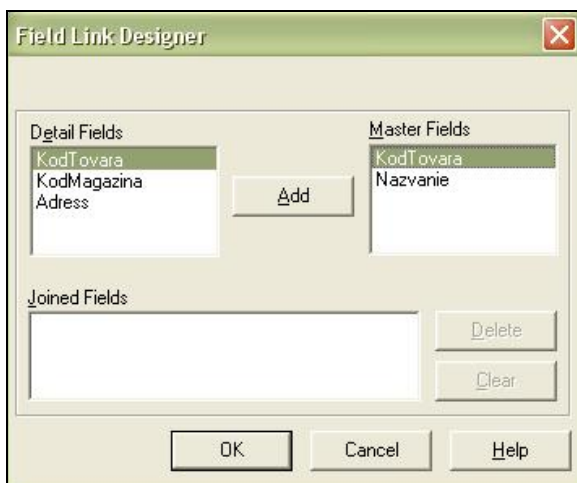 Field Link Designer
Detail Fields
KodTovara
KodMagazina
Adress
Add
Master Fields
KodTovara
Nazvanie
Joined Fields
Delete
Clear
OK
Cancel
Help